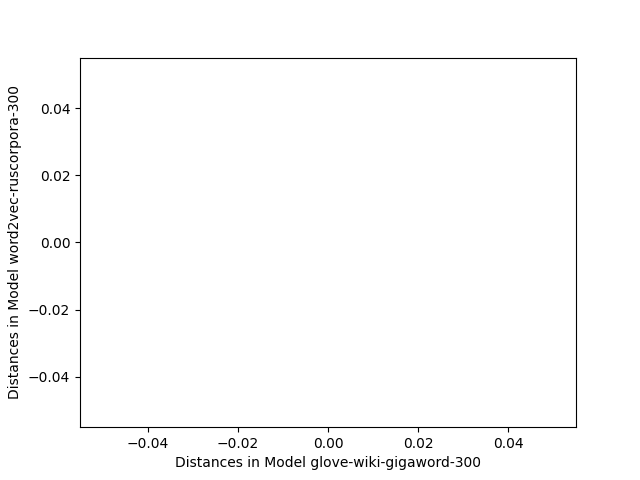 0.04
0.02
0.00
−0.02
−0.04
Distances in Model word2vec-ruscorpora-300
−0.04 −0.02 0.00 0.02 0.04
Distances in Model glove-wiki-gigaword-300